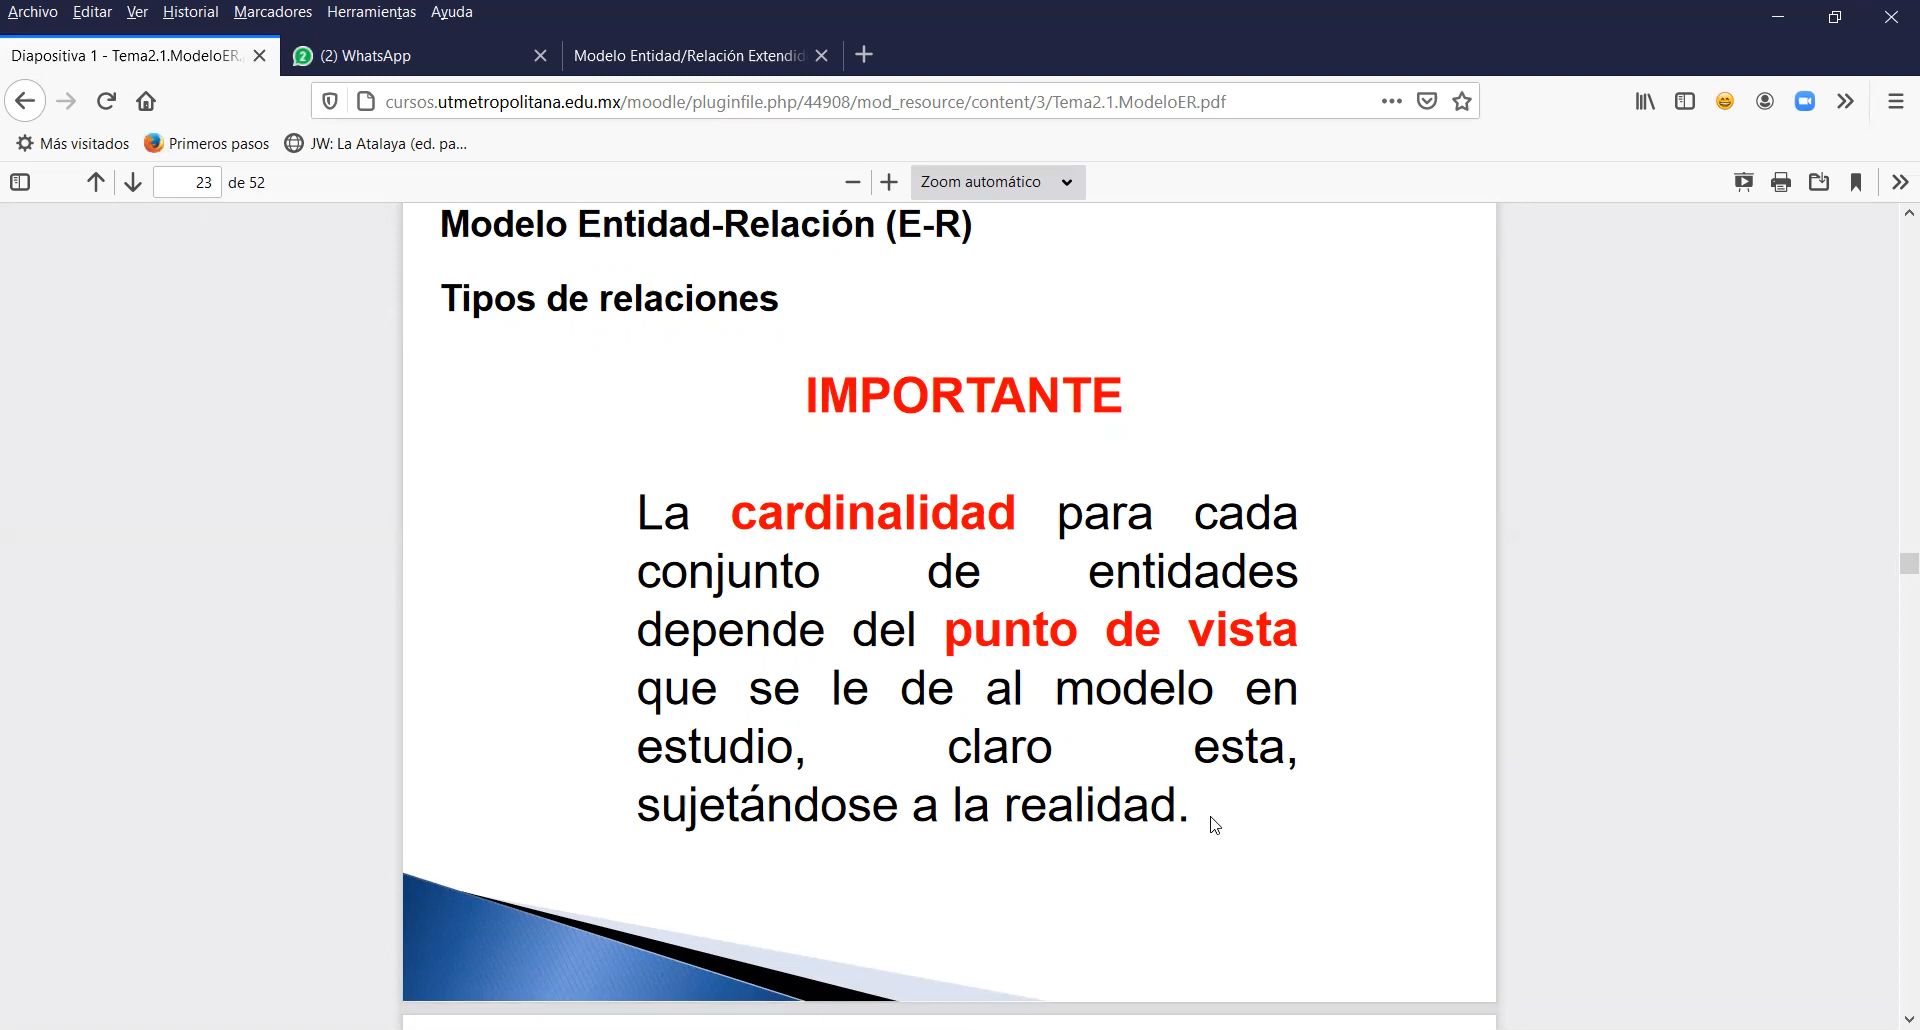 Archivo Editar Ver Historial Marcadores Herramientas Ayuda
Diapositiva 1 - Tema2.1.ModeloER. (2) WhatsApp Modelo Entidad/Relación Extendid
cursos.utmetropolitana.edu.mx/moodle/pluginfile.php/44908/mod_resource/content/3/Tema2.1.ModeloER.pdf
Más visitados Primeros pasos JW: La Atalaya (ed. pa...
23 de 52 Zoom automático
Modelo Entidad-Relación (E-R)
Tipos de relaciones
IMPORTANTE
La cardinalidad para cada
conjunto de entidades
depende del punto de vista
que se le de al modelo en
estudio, claro esta,
sujetándose a la realidad.